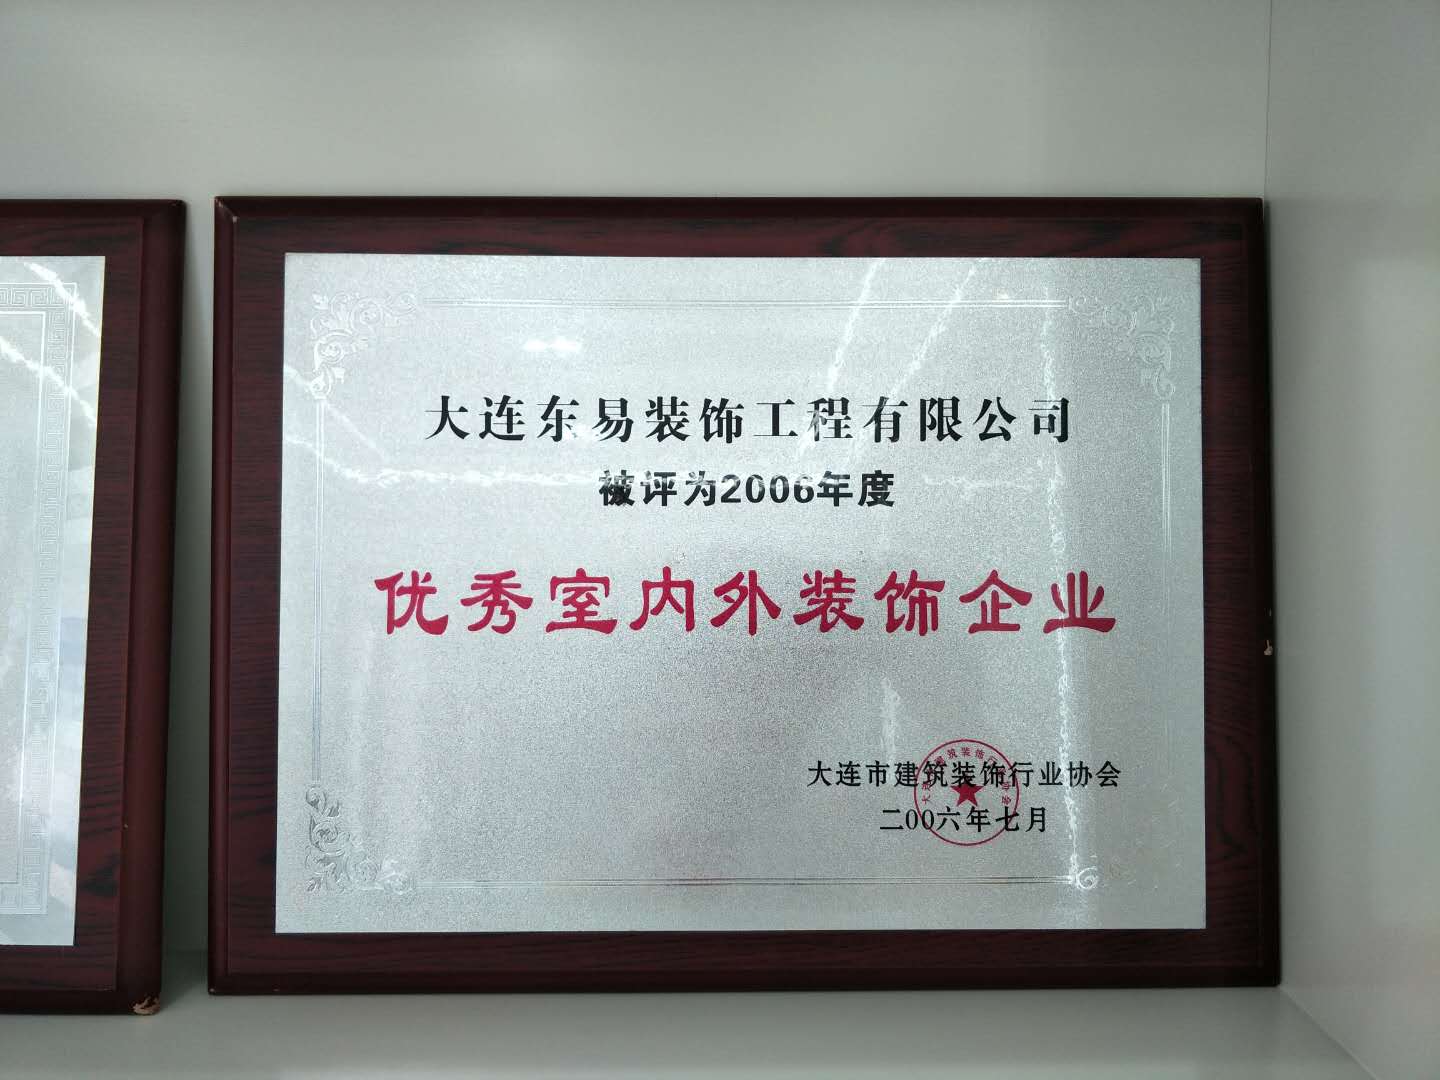 大连东易装饰工程有限公司
被评为2006年度
优秀室内外装饰企业
大连市建筑装饰行业协会
二00六年七月